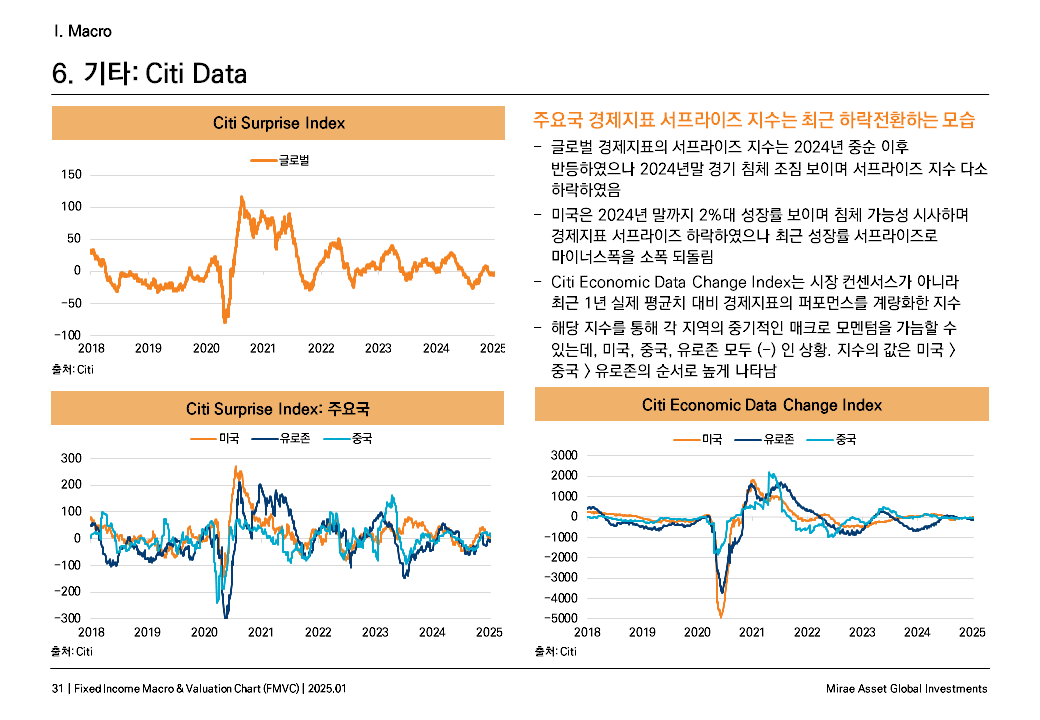 I. Macro
6. 기타: Citi Data
Citi Surprise Index
글로벌
150
100
50
0
-50
-100
2018 2019 2020 2021 2022 2023 2024 2025
출처: Citi
주요국 경제지표 서프라이즈 지수는 최근 하락전환하는 모습
- 글로벌 경제지표의 서프라이즈 지수는 2024년 중순 이후
반등하였으나 2024년말 경기 침체 조짐 보이며 서프라이즈 지수 다소
하락하였음
- 미국은 2024년 말까지 2%대 성장률 보이며 침체 가능성 시사하며
경제지표 서프라이즈 하락하였으나 최근 성장률 서프라이즈로
마이너스폭을 소폭 되돌림
- Citi Economic Data Change Index는 시장 컨센서스가 아니라
최근 1년 실제 평균치 대비 경제지표의 퍼포먼스를 계량화한 지수
- 해당 지수를 통해 각 지역의 중기적인 매크로 모멘텀을 가늠할 수
있는데, 미국, 중국, 유로존 모두 (-) 인 상황. 지수의 값은 미국 >
중국 > 유로존의 순서로 높게 나타남
Citi Surprise Index: 주요국
미국 유로존 중국
300
200
100
0
-100
-200
-300
2018 2019 2020 2021 2022 2023 2024 2025
출처: Citi
Citi Economic Data Change Index
미국 유로존 중국
3000
2000
1000
0
-1000
-2000
-3000
-4000
-5000
2018 2019 2020 2021 2022 2023 2024 2025
출처: Citi
31 | Fixed Income Macro & Valuation Chart (FMVC) | 2025.01
Mirae Asset Global Investments